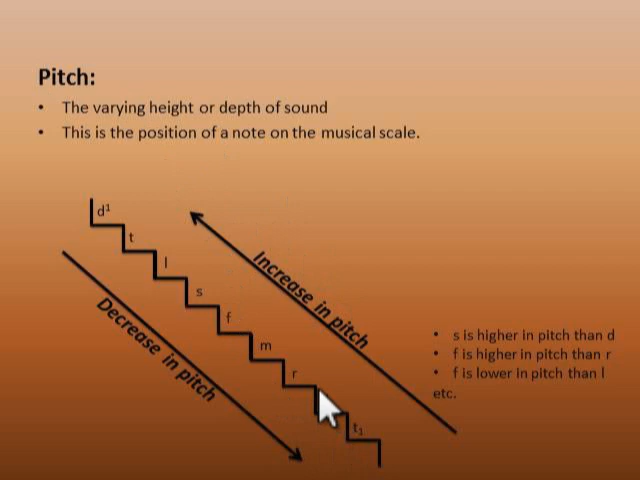 Pitch:
• The varying height or depth of sound
• This is the position of a note on the musical scale.
d¹
t
l
s
f
m
r
t₁
Increase in pitch
Decrease in pitch
• s is higher in pitch than d
• f is higher in pitch than r
• f is lower in pitch than l
etc.